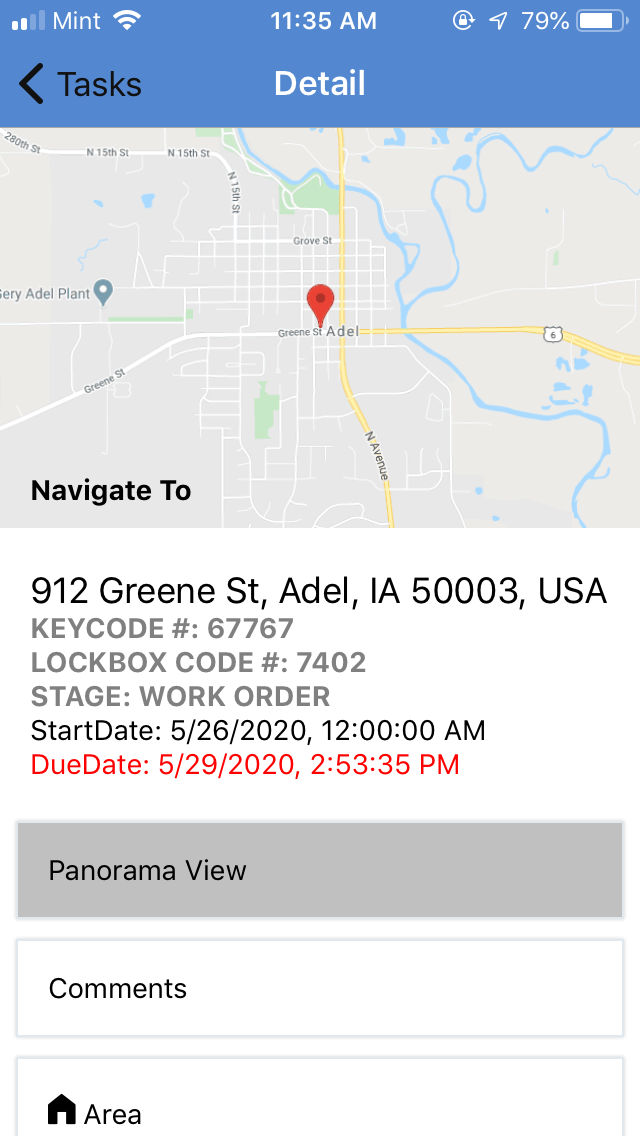 Mint 11:35 AM 79%
Tasks Detail
280th St
N 15th St N 15th St
N 15th St
Grove St
ery Adel Plant
Greene St Adel
6
Greene St
N Avenue
Navigate To
912 Greene St, Adel, IA 50003, USA
KEYCODE #: 67767
LOCKBOX CODE #: 7402
STAGE: WORK ORDER
StartDate: 5/26/2020, 12:00:00 AM
DueDate: 5/29/2020, 2:53:35 PM
Panorama View
Comments
Area